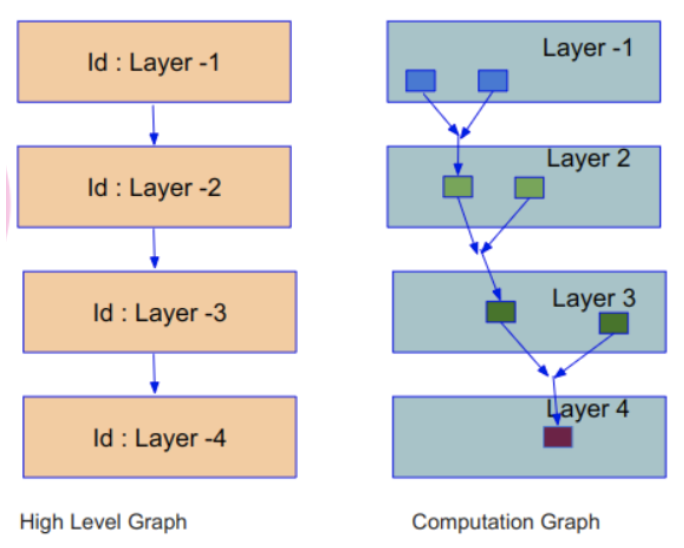 Id : Layer -1
Id : Layer -2
Id : Layer -3
Id : Layer -4
High Level Graph
Layer -1
Layer 2
Layer 3
Layer 4
Computation Graph